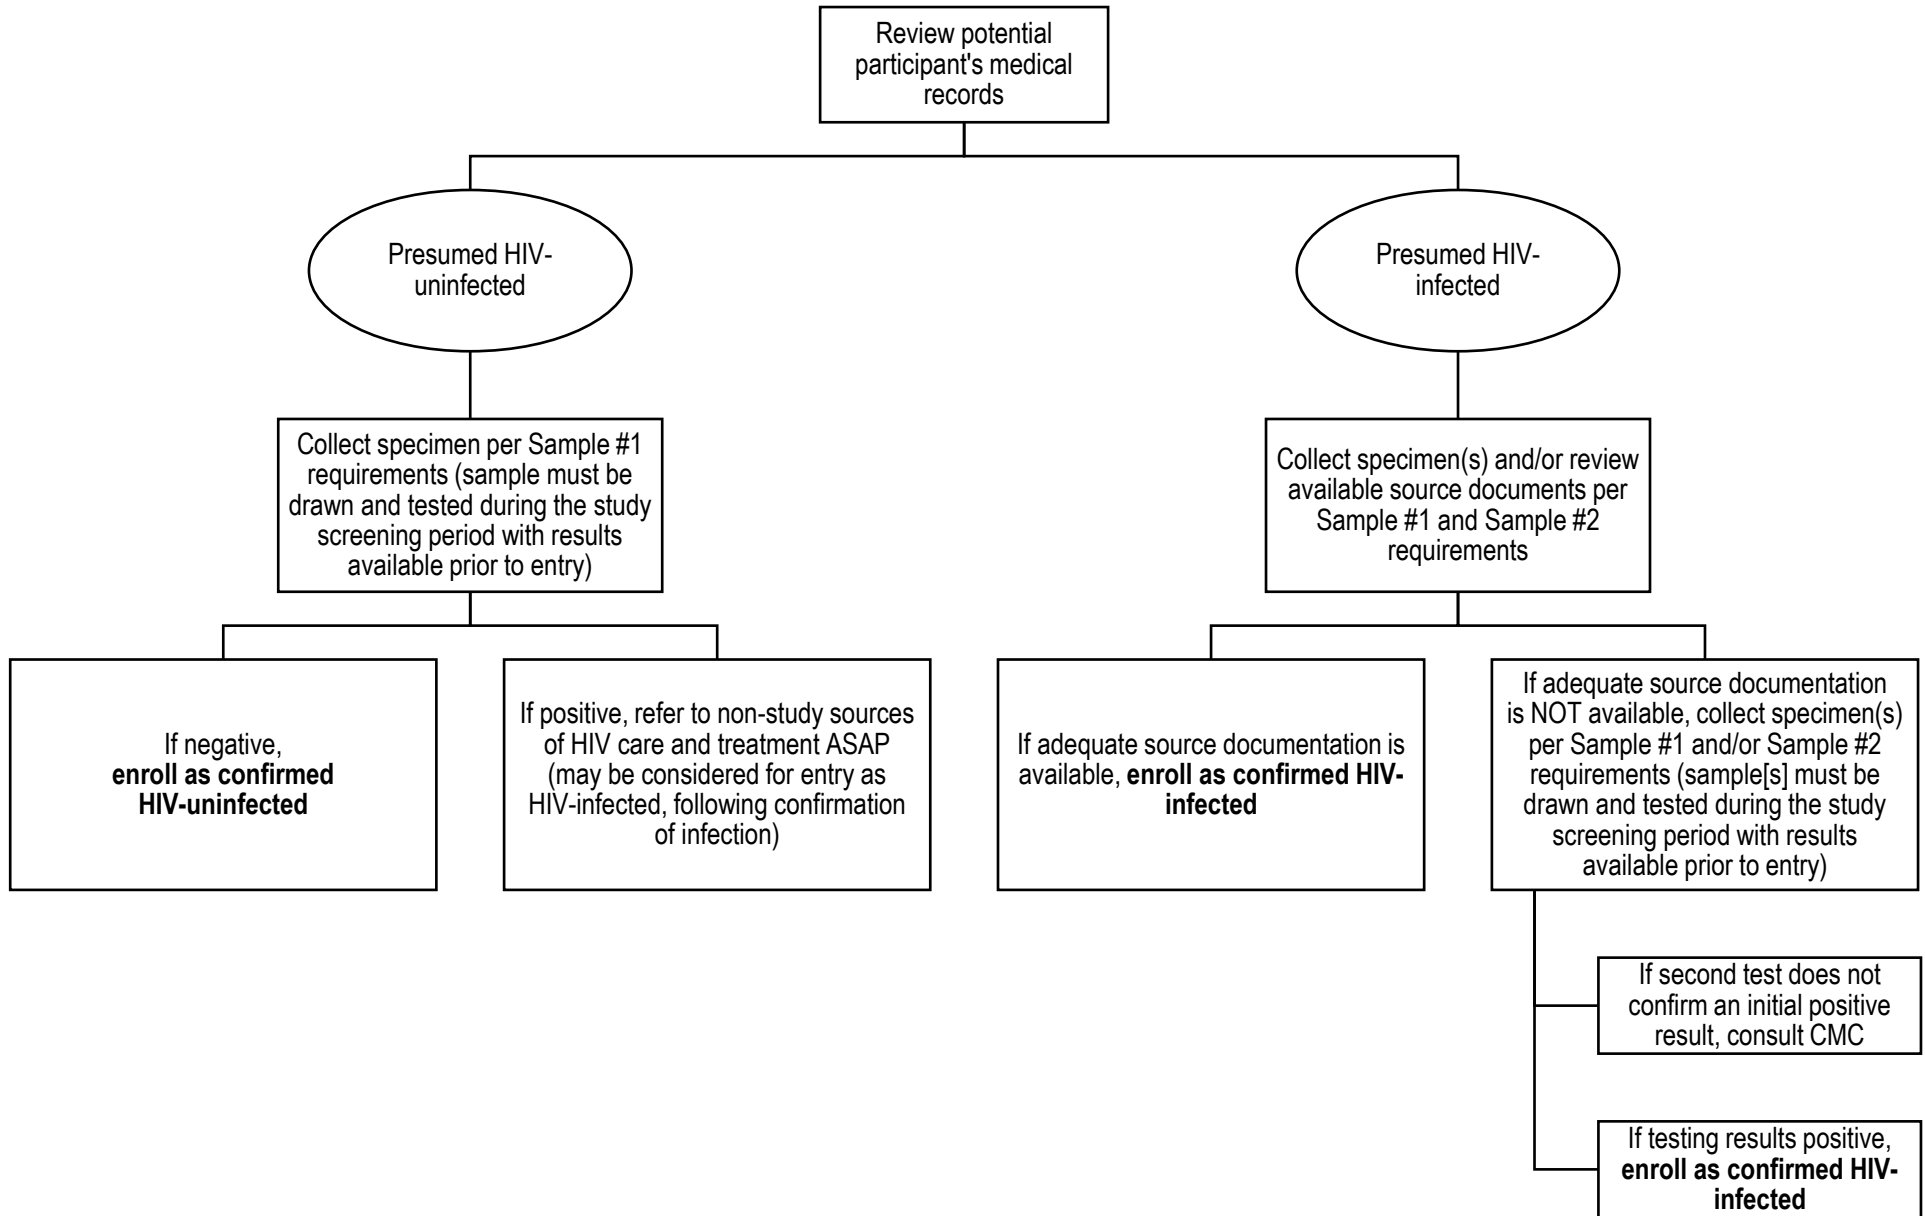 Review potential
participant's medical
records
Presumed HIV-
uninfected
Presumed HIV-
infected
Collect specimen per Sample #1
requirements (sample must be
drawn and tested during the study
screening period with results
available prior to entry)
Collect specimen(s) and/or review
available source documents per
Sample #1 and Sample #2
requirements
If negative,
enroll as confirmed
HIV-uninfected
If positive, refer to non-study sources
of HIV care and treatment ASAP
(may be considered for entry as
HIV-infected, following confirmation
of infection)
If adequate source documentation is
available, enroll as confirmed HIV-
infected
If adequate source documentation
is NOT available, collect specimen(s)
per Sample #1 and/or Sample #2
requirements (sample[s] must be
drawn and tested during the study
screening period with results
available prior to entry)
If second test does not
confirm an initial positive
result, consult CMC
If testing results positive,
enroll as confirmed HIV-
infected